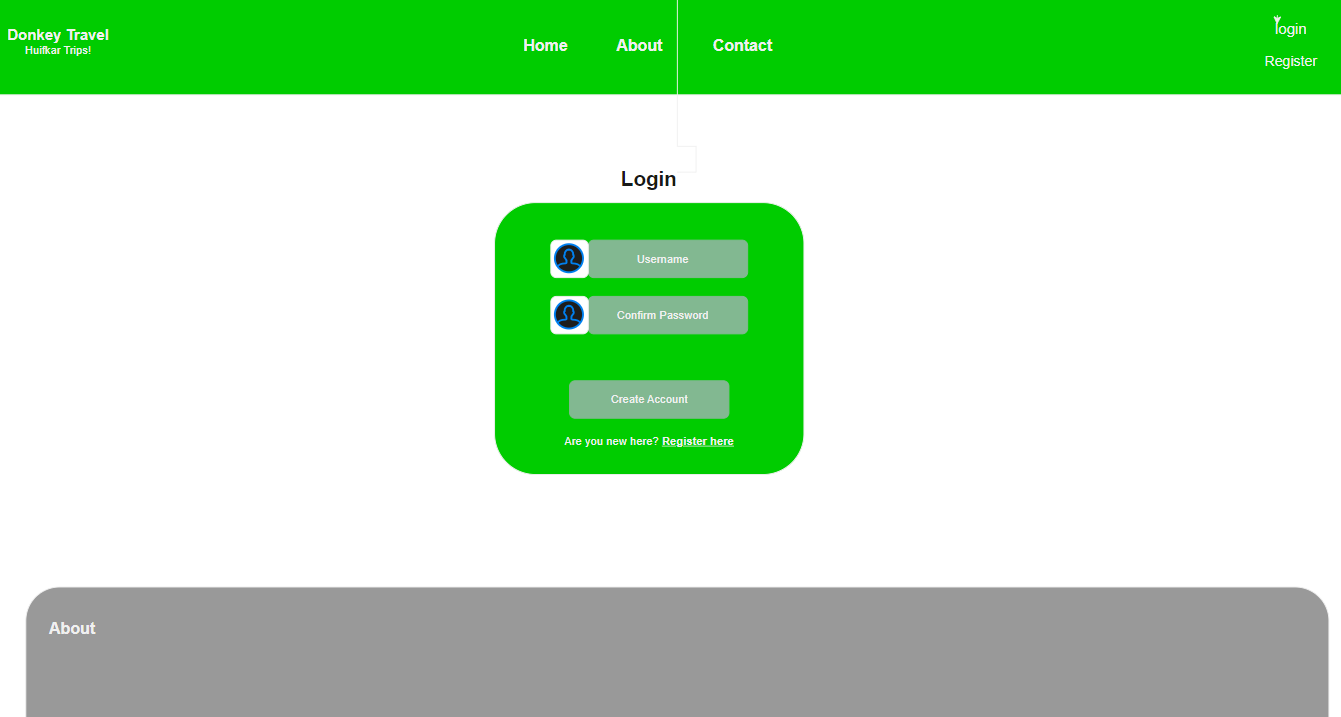 Donkey Travel
Huifkar Trips!
Home About Contact
login
Register
Login
Username
Confirm Password
Create Account
Are you new here? Register here
About